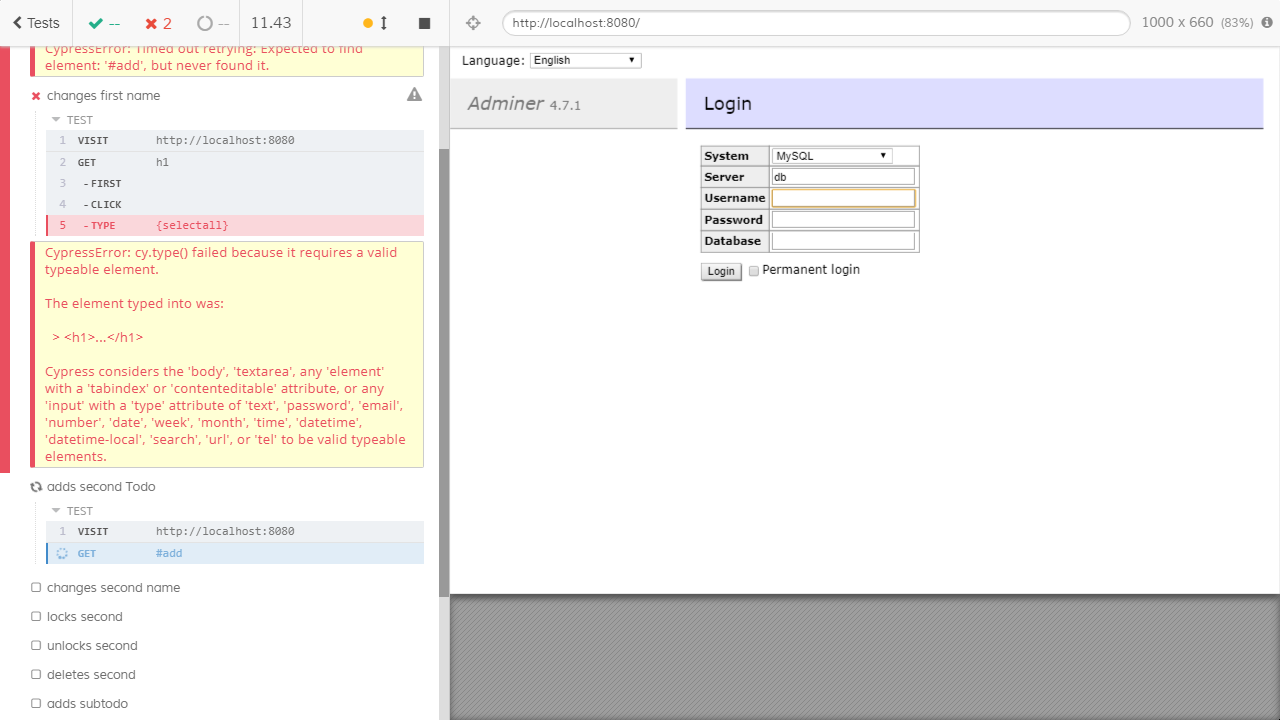 Tests
--
2
--
11.43
http://localhost:8080/
1000 x 660 (83%)
CypressError: Timed out retrying: Expected to find
element: '#add', but never found it.
changes first name
TEST
1 VISIT http://localhost:8080
2 GET h1
3 - FIRST
4 - CLICK
5 - TYPE {selectall}
CypressError: cy.type() failed because it requires a valid
typeable element.
The element typed into was:
> <h1>...</h1>
Cypress considers the 'body', 'textarea', any 'element'
with a 'tabindex' or 'contenteditable' attribute, or any
'input' with a 'type' attribute of 'text', 'password', 'email',
'number', 'date', 'week', 'month', 'time', 'datetime',
'datetime-local', 'search', 'url', or 'tel' to be valid typeable
elements.
adds second Todo
TEST
1 VISIT http://localhost:8080
GET #add
changes second name
locks second
unlocks second
deletes second
adds subtodo
Language: English
Adminer 4.7.1
Login
System MySQL
Server db
Username
Password
Database
Login Permanent login